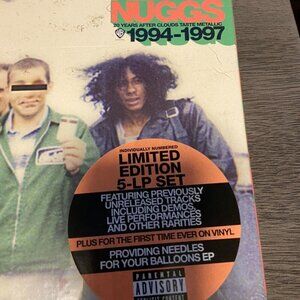 NUGGS
20 YEARS AFTER CLOUDS TASTE METALLIC
1994-1997
INDIVIDUALLY NUMBERED
LIMITED
EDITION
5-LP SET
FEATURING PREVIOUSLY
UNRELEASED TRACKS
INCLUDING DEMOS,
LIVE PERFORMANCES
AND OTHER RARITIES
PLUS FOR THE FIRST TIME EVER ON VINYL
PROVIDING NEEDLES
FOR YOUR BALLOONS EP
PARENTAL
ADVISORY
EXPLICIT CONTENT